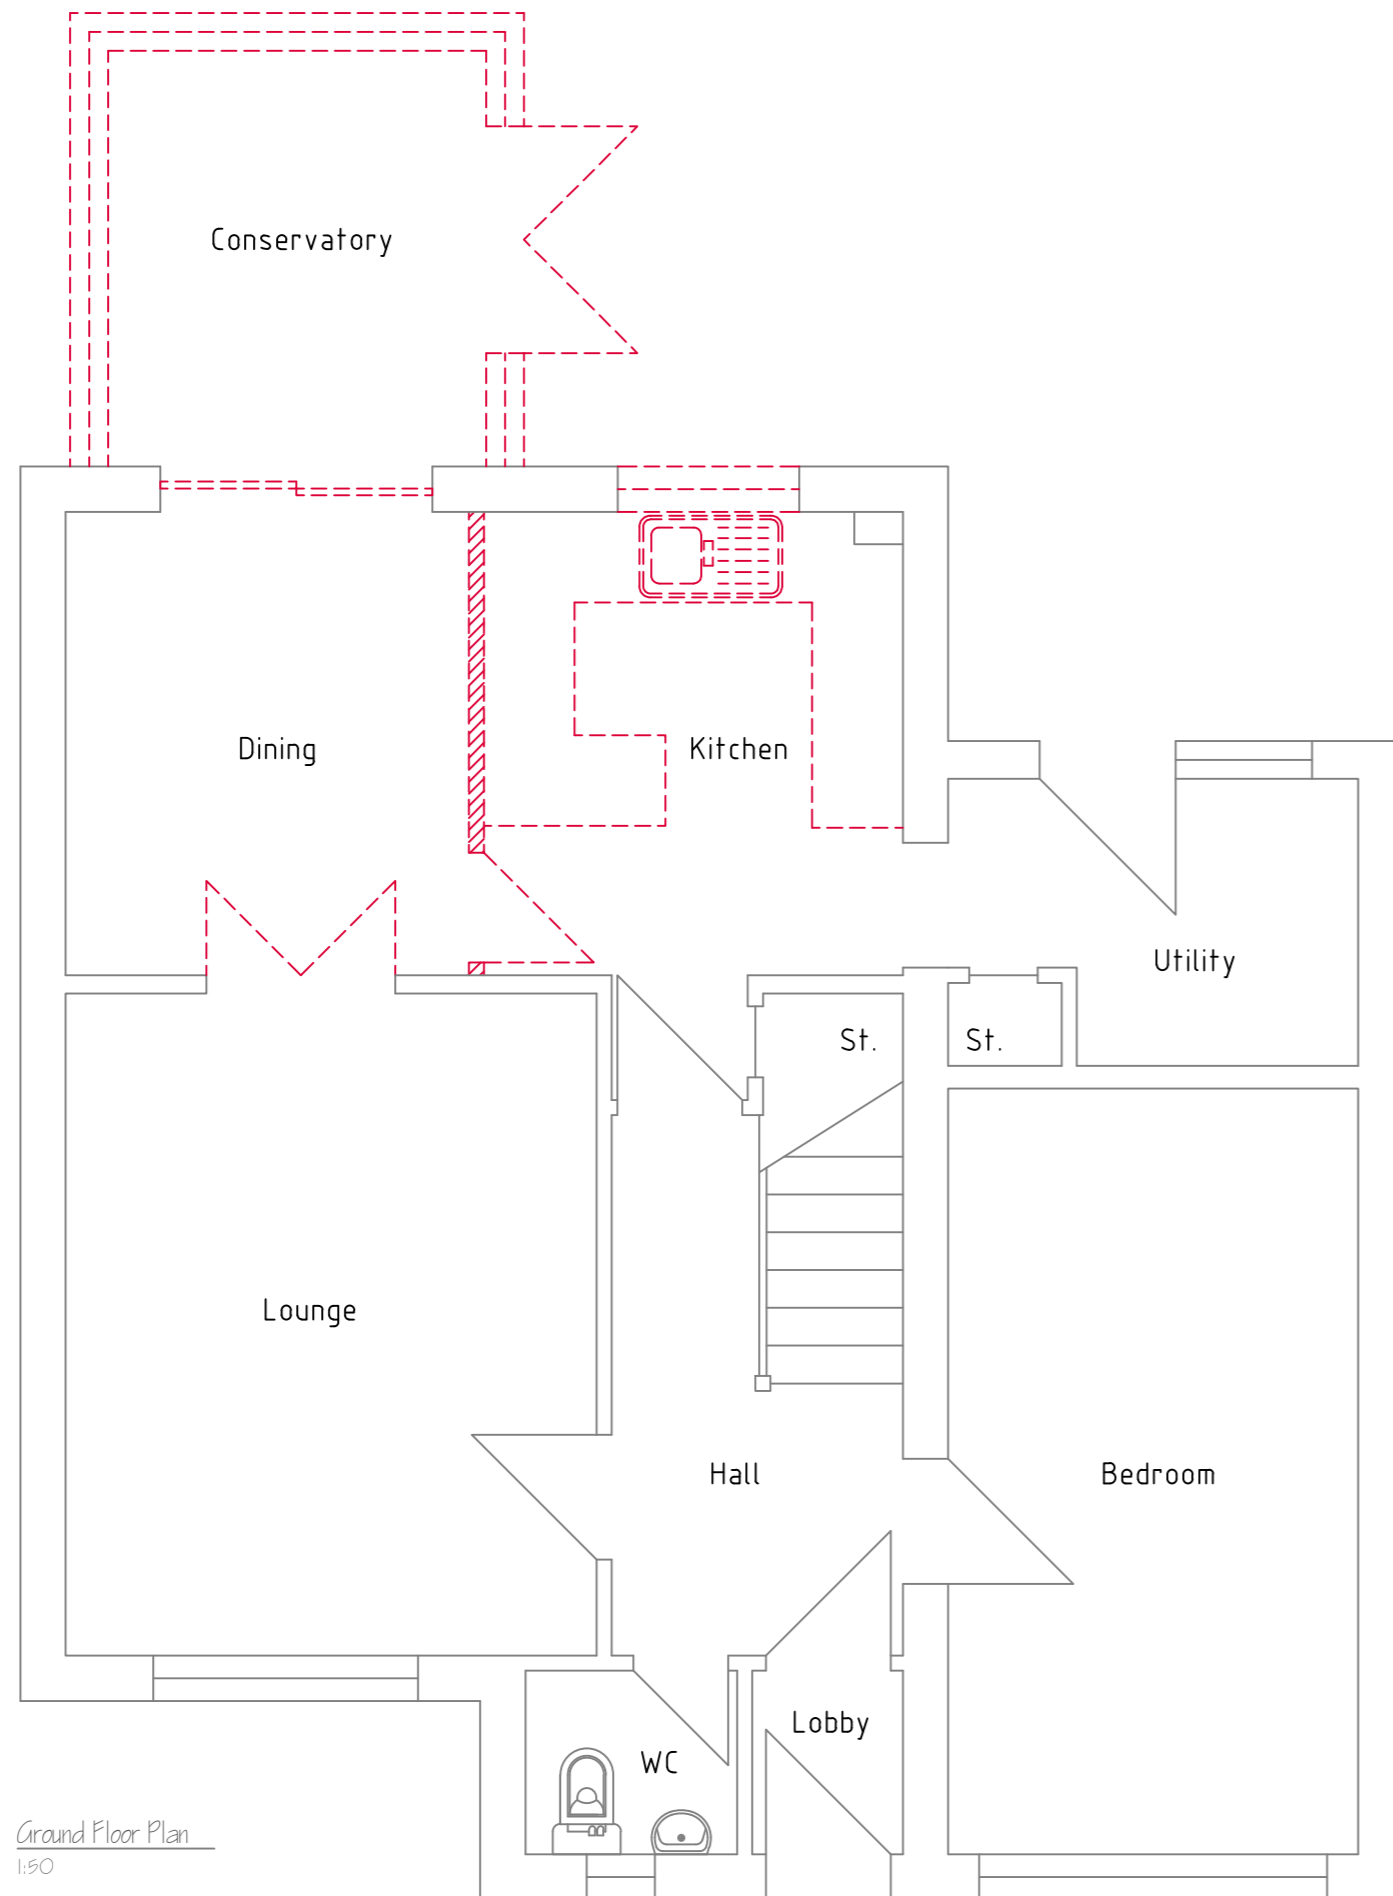 Conservatory
Dining
Kitchen
Utility
St.
St.
Lounge
Hall
Bedroom
Lobby
WC
Ground Floor Plan
1:50